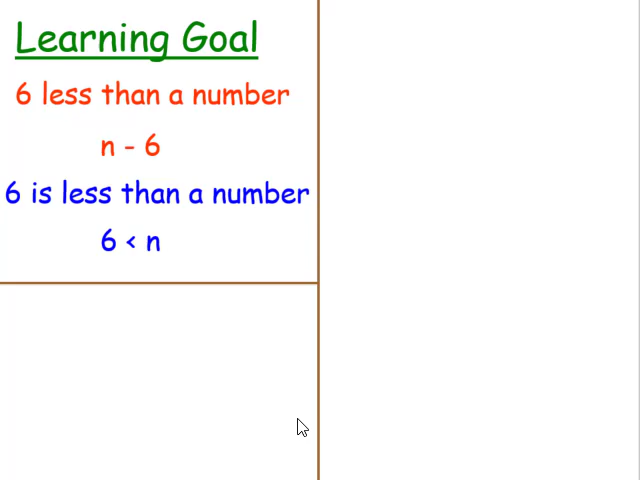 Learning Goal
6 less than a number
n - 6
6 is less than a number
6 < n